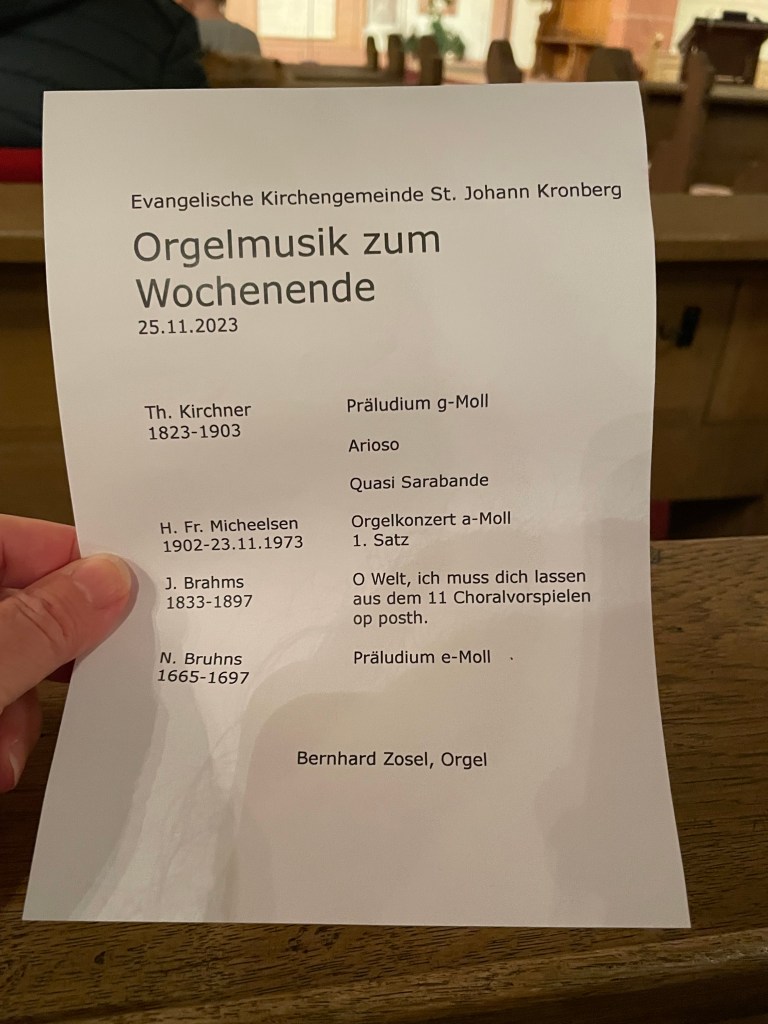 Evangelische Kirchengemeinde St. Johann Kronberg
Orgelmusik zum
Wochenende
25.11.2023
Th. Kirchner
1823-1903
Präludium g-Moll
Arioso
Quasi Sarabande
H. Fr. Micheelsen
1902-23.11.1973
Orgelkonzert a-Moll
1. Satz
J. Brahms
1833-1897
O Welt, ich muss dich lassen
aus dem 11 Choralvorspielen
op posth.
N. Bruhns
1665-1697
Präludium e-Moll
Bernhard Zosel, Orgel